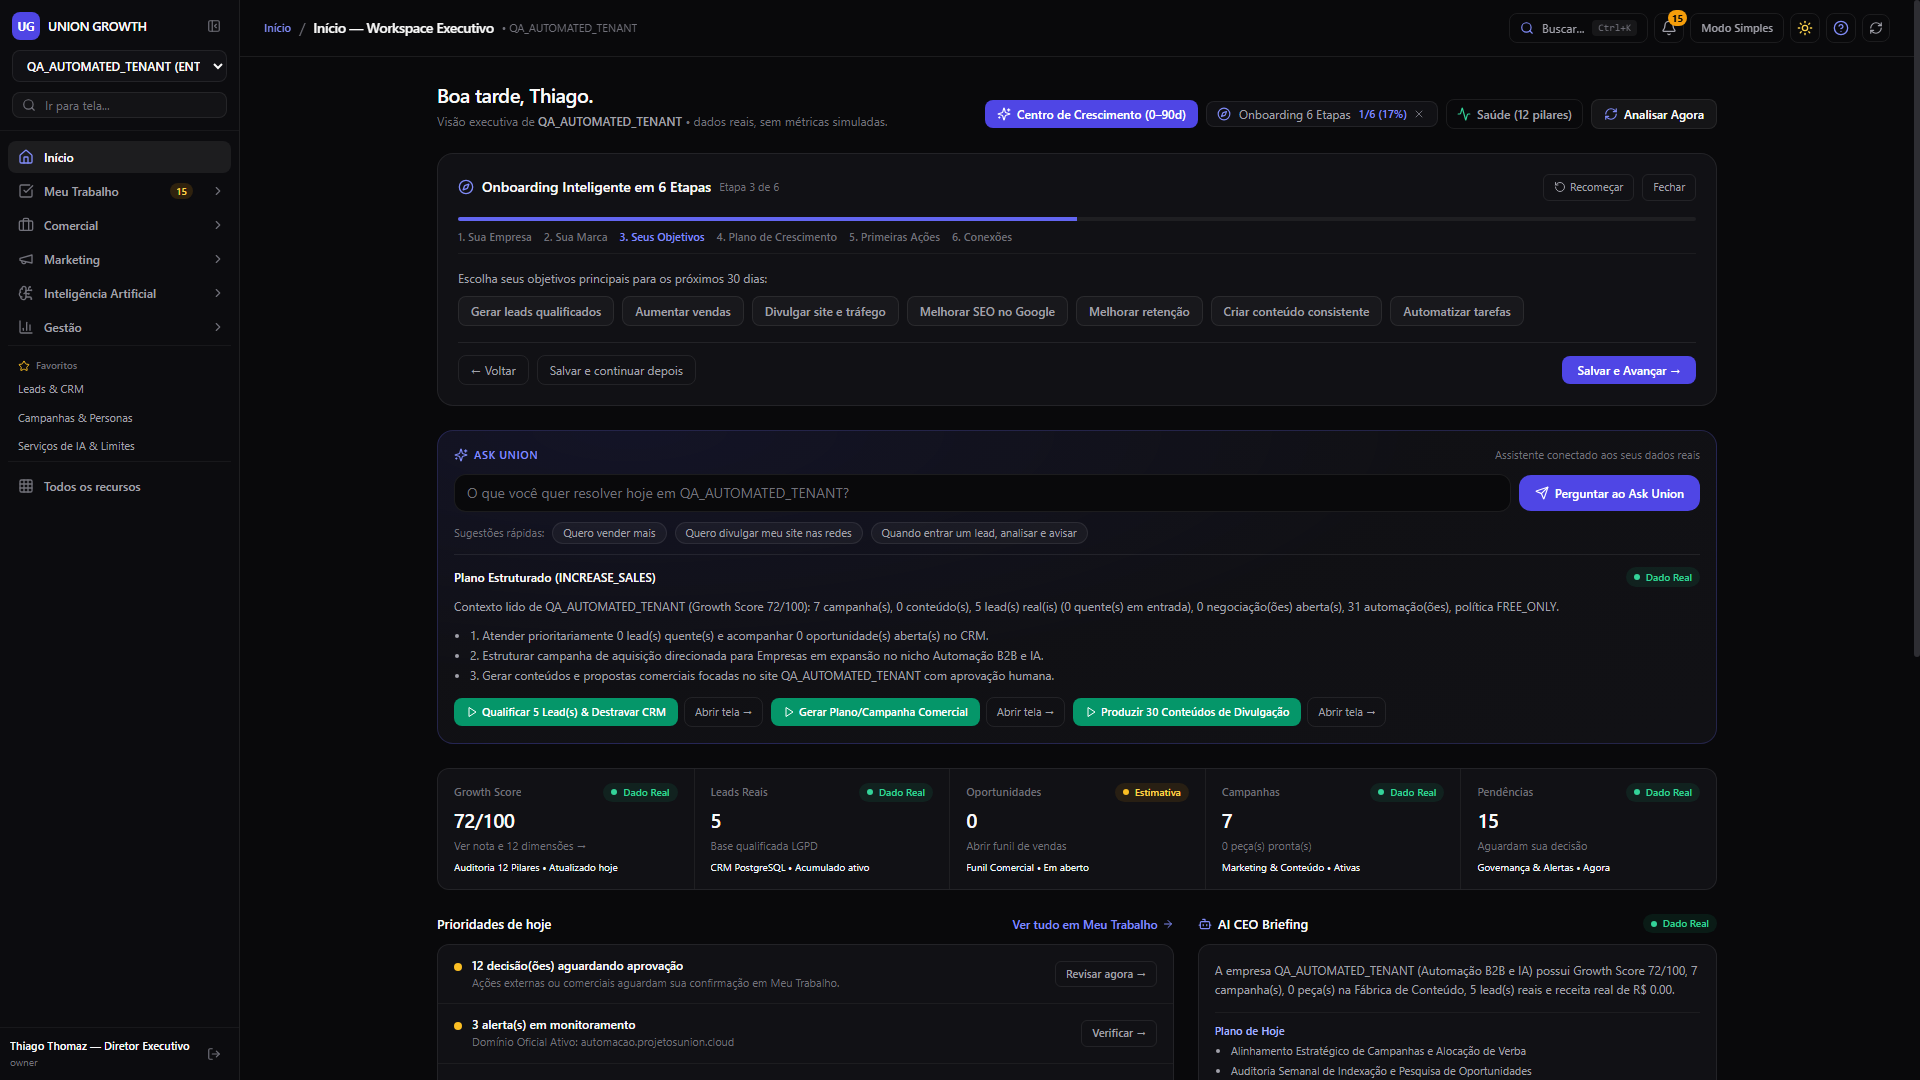 UG UNION GROWTH
QA_AUTOMATED_TENANT (ENT
Ir para tela...
Início
Meu Trabalho 15
Comercial
Marketing
Inteligência Artificial
Gestão
Favoritos
Leads & CRM
Campanhas & Personas
Serviços de IA & Limites
Todos os recursos
Thiago Thomaz — Diretor Executivo
owner
Início / Início — Workspace Executivo • QA_AUTOMATED_TENANT
Buscar... Ctrl+K
15
Modo Simples
Boa tarde, Thiago.
Visão executiva de QA_AUTOMATED_TENANT • dados reais, sem métricas simuladas.
Centro de Crescimento (0–90d)
Onboarding 6 Etapas 1/6 (17%) ×
Saúde (12 pilares)
Analisar Agora
Onboarding Inteligente em 6 Etapas Etapa 3 de 6
Recomeçar
Fechar
1. Sua Empresa 2. Sua Marca 3. Seus Objetivos 4. Plano de Crescimento 5. Primeiras Ações 6. Conexões
Escolha seus objetivos principais para os próximos 30 dias:
Gerar leads qualificados Aumentar vendas Divulgar site e tráfego Melhorar SEO no Google Melhorar retenção Criar conteúdo consistente Automatizar tarefas
← Voltar Salvar e continuar depois Salvar e Avançar →
ASK UNION
Assistente conectado aos seus dados reais
O que você quer resolver hoje em QA_AUTOMATED_TENANT?
Perguntar ao Ask Union
Sugestões rápidas: Quero vender mais Quero divulgar meu site nas redes Quando entrar um lead, analisar e avisar
Plano Estruturado (INCREASE_SALES) Dado Real
Contexto lido de QA_AUTOMATED_TENANT (Growth Score 72/100): 7 campanha(s), 0 conteúdo(s), 5 lead(s) real(is) (0 quente(s) em entrada), 0 negociação(ões) aberta(s), 31 automação(ões), política FREE_ONLY.
• 1. Atender prioritariamente 0 lead(s) quente(s) e acompanhar 0 oportunidade(s) aberta(s) no CRM.
• 2. Estruturar campanha de aquisição direcionada para Empresas em expansão no nicho Automação B2B e IA.
• 3. Gerar conteúdos e propostas comerciais focadas no site QA_AUTOMATED_TENANT com aprovação humana.
Qualificar 5 Lead(s) & Destravar CRM Abrir tela → Gerar Plano/Campanha Comercial Abrir tela → Produzir 30 Conteúdos de Divulgação Abrir tela →
Growth Score Dado Real
72/100
Ver nota e 12 dimensões →
Auditoria 12 Pilares • Atualizado hoje
Leads Reais Dado Real
5
Base qualificada LGPD
CRM PostgreSQL • Acumulado ativo
Oportunidades Estimativa
0
Abrir funil de vendas
Funil Comercial • Em aberto
Campanhas Dado Real
7
0 peça(s) pronta(s)
Marketing & Conteúdo • Ativas
Pendências Dado Real
15
Aguardam sua decisão
Governança & Alertas • Agora
Prioridades de hoje
Ver tudo em Meu Trabalho →
12 decisão(ões) aguardando aprovação
Ações externas ou comerciais aguardam sua confirmação em Meu Trabalho.
Revisar agora →
3 alerta(s) em monitoramento
Domínio Oficial Ativo: automacao.projetosunion.cloud
Verificar →
AI CEO Briefing Dado Real
A empresa QA_AUTOMATED_TENANT (Automação B2B e IA) possui Growth Score 72/100, 7
campanha(s), 0 peça(s) na Fábrica de Conteúdo, 5 lead(s) reais e receita real de R$ 0.00.
Plano de Hoje
• Alinhamento Estratégico de Campanhas e Alocação de Verba
• Auditoria Semanal de Indexação e Pesquisa de Oportunidades